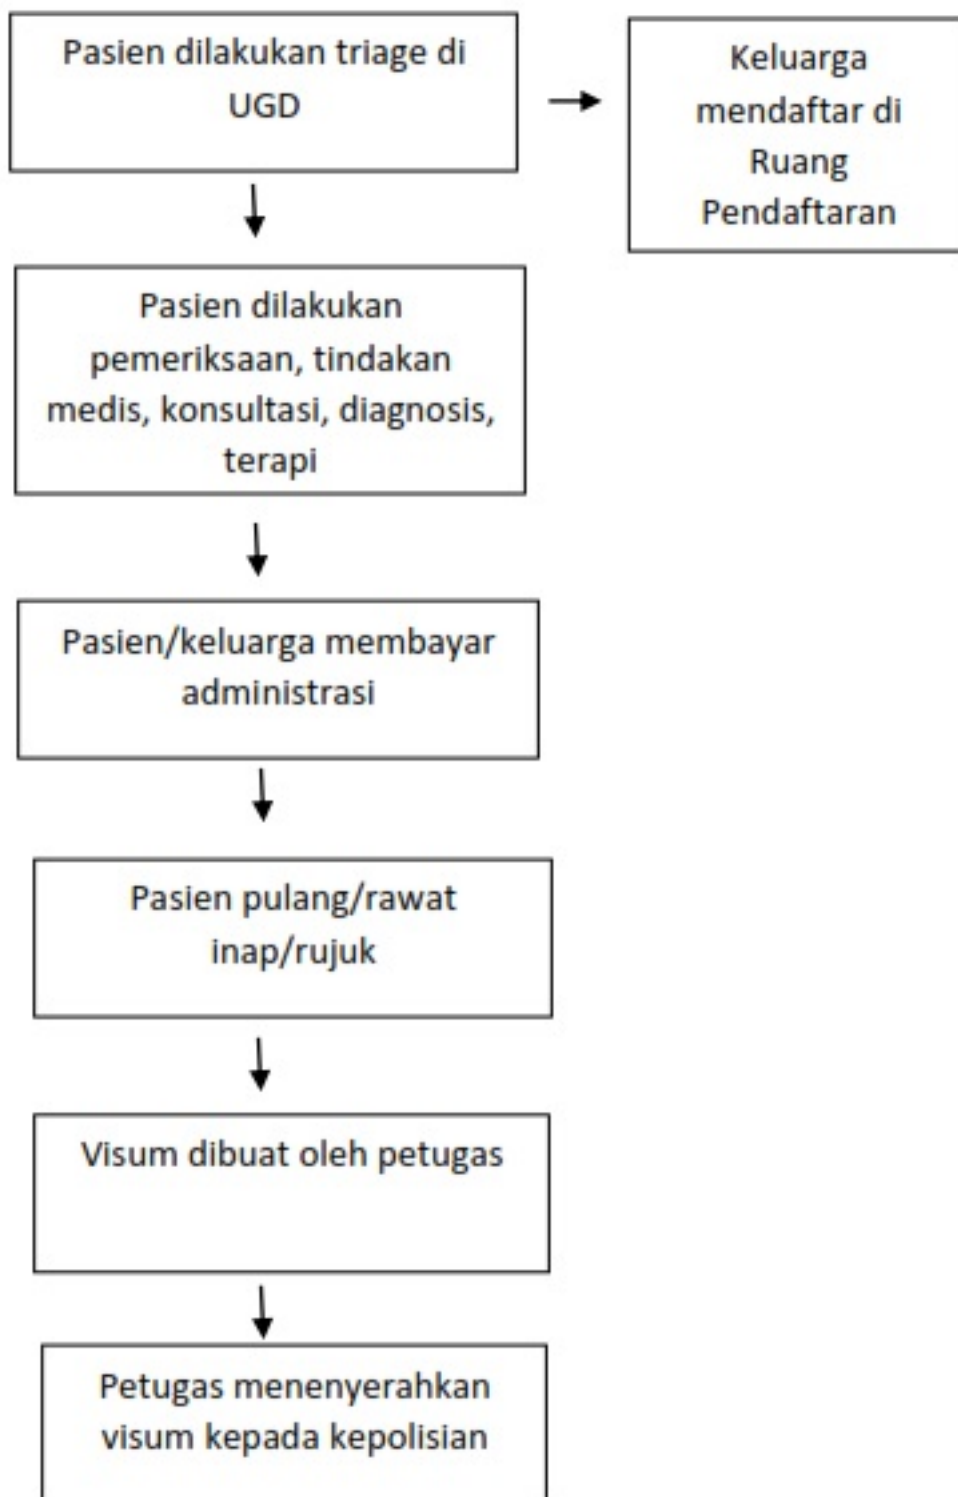 Pasien dilakukan triage di
UGD
Keluarga
mendaftar di
Ruang
Pendaftaran
Pasien dilakukan
pemeriksaan, tindakan
medis, konsultasi, diagnosis,
terapi
Pasien/keluarga membayar
administrasi
Pasien pulang/rawat
inap/rujuk
Visum dibuat oleh petugas
Petugas menenyerahkan
visum kepada kepolisian